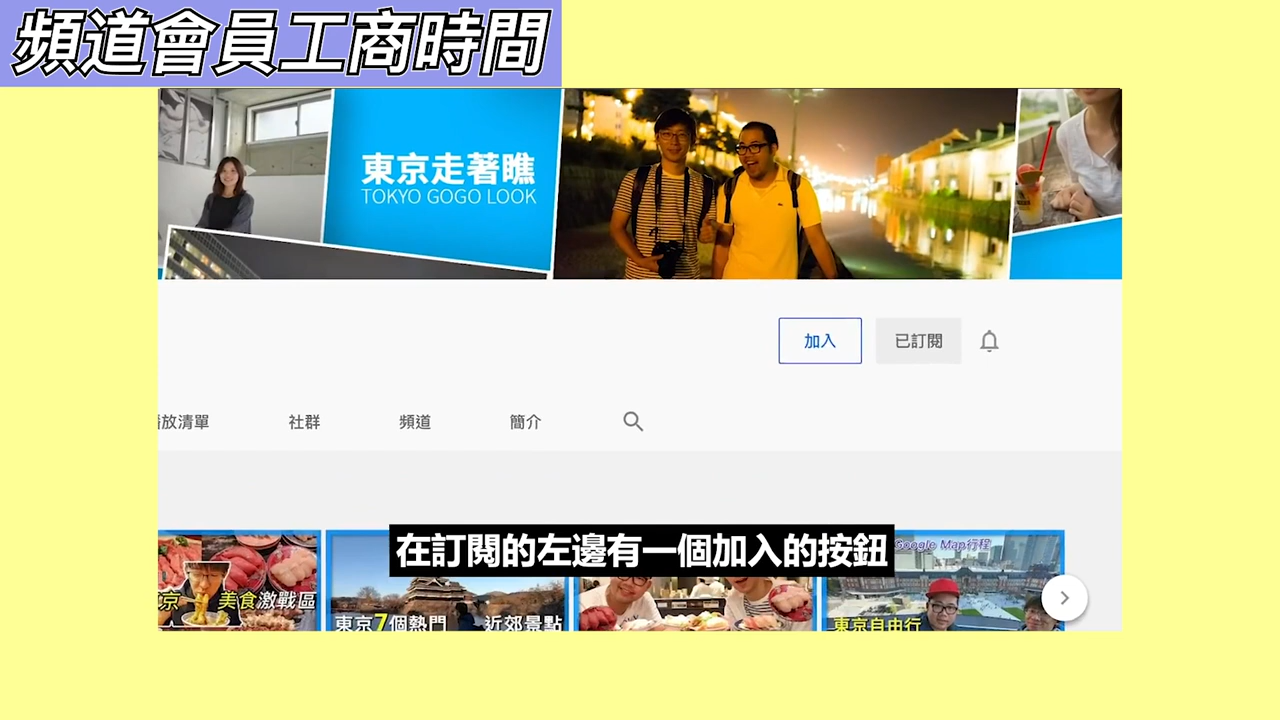 頻道會員工商時間
東京走著瞧
TOKYO GOGO LOOK
加入
已訂閱
放清單
社群
頻道
簡介
在訂閱的左邊有一個加入的按鈕
Google Map行程
京 美食激戰區
東京7個熱門 近郊景點
東京自由行